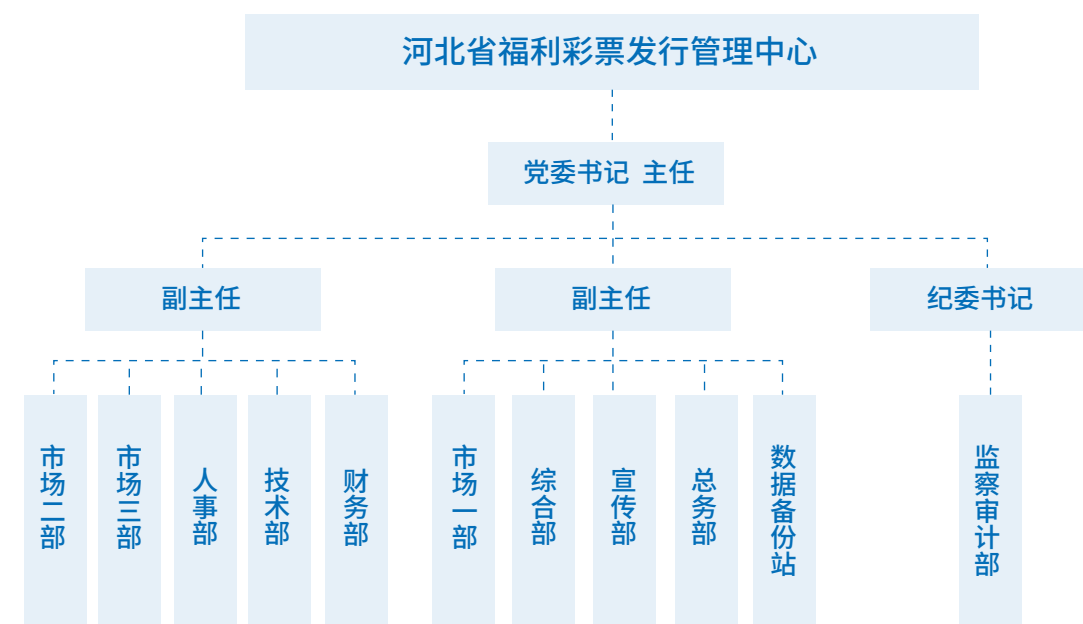 河北省福利彩票发行管理中心
党委书记 主任
副主任
副主任
纪委书记
市场二部
市场三部
人事部
技术部
财务部
市场一部
综合部
宣传部
总务部
数据备份站
监察审计部